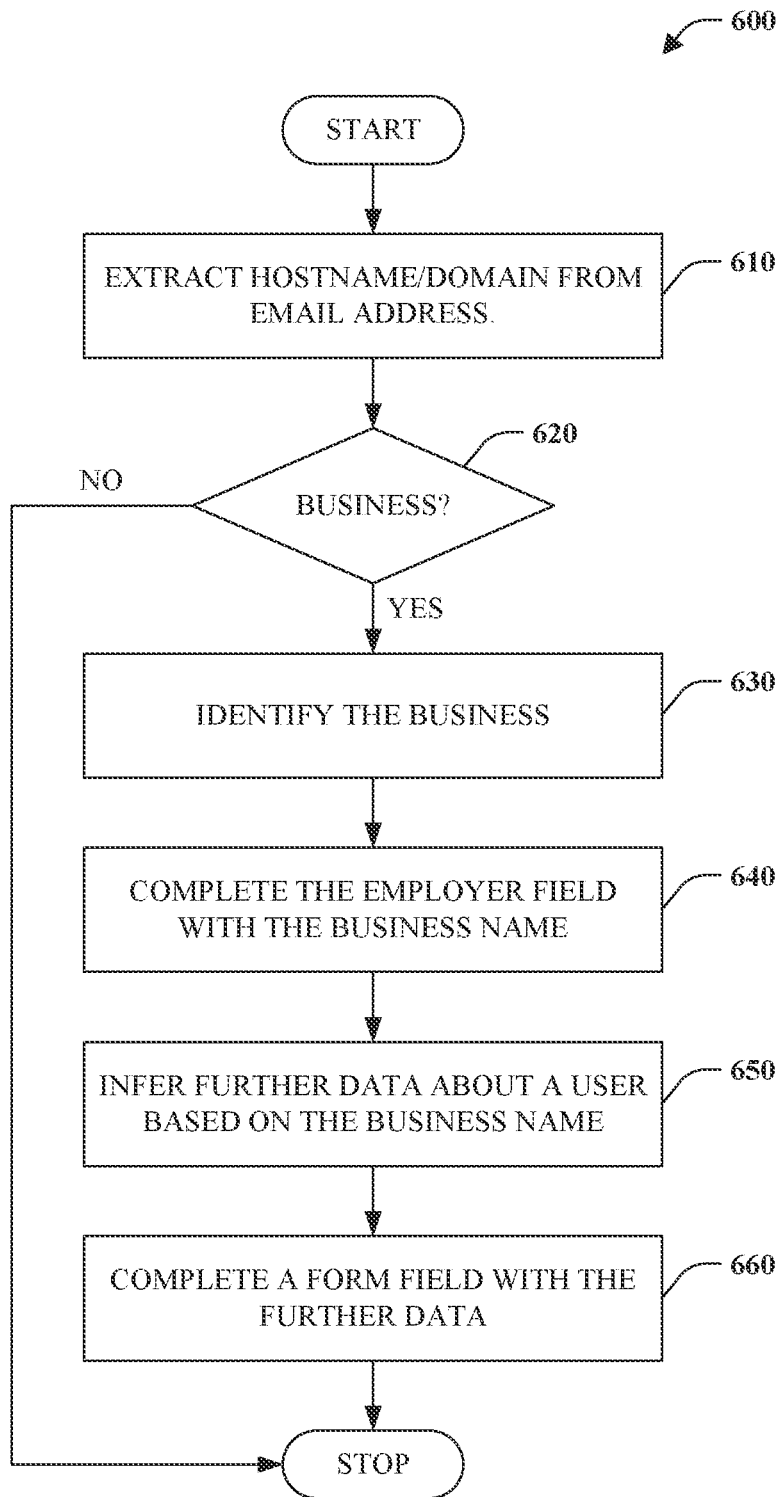 600
START
EXTRACT HOSTNAME/DOMAIN FROM
EMAIL ADDRESS.
610
620
NO
BUSINESS?
YES
IDENTIFY THE BUSINESS
630
COMPLETE THE EMPLOYER FIELD
WITH THE BUSINESS NAME
640
INFER FURTHER DATA ABOUT A USER
BASED ON THE BUSINESS NAME
650
COMPLETE A FORM FIELD WITH THE
FURTHER DATA
660
STOP